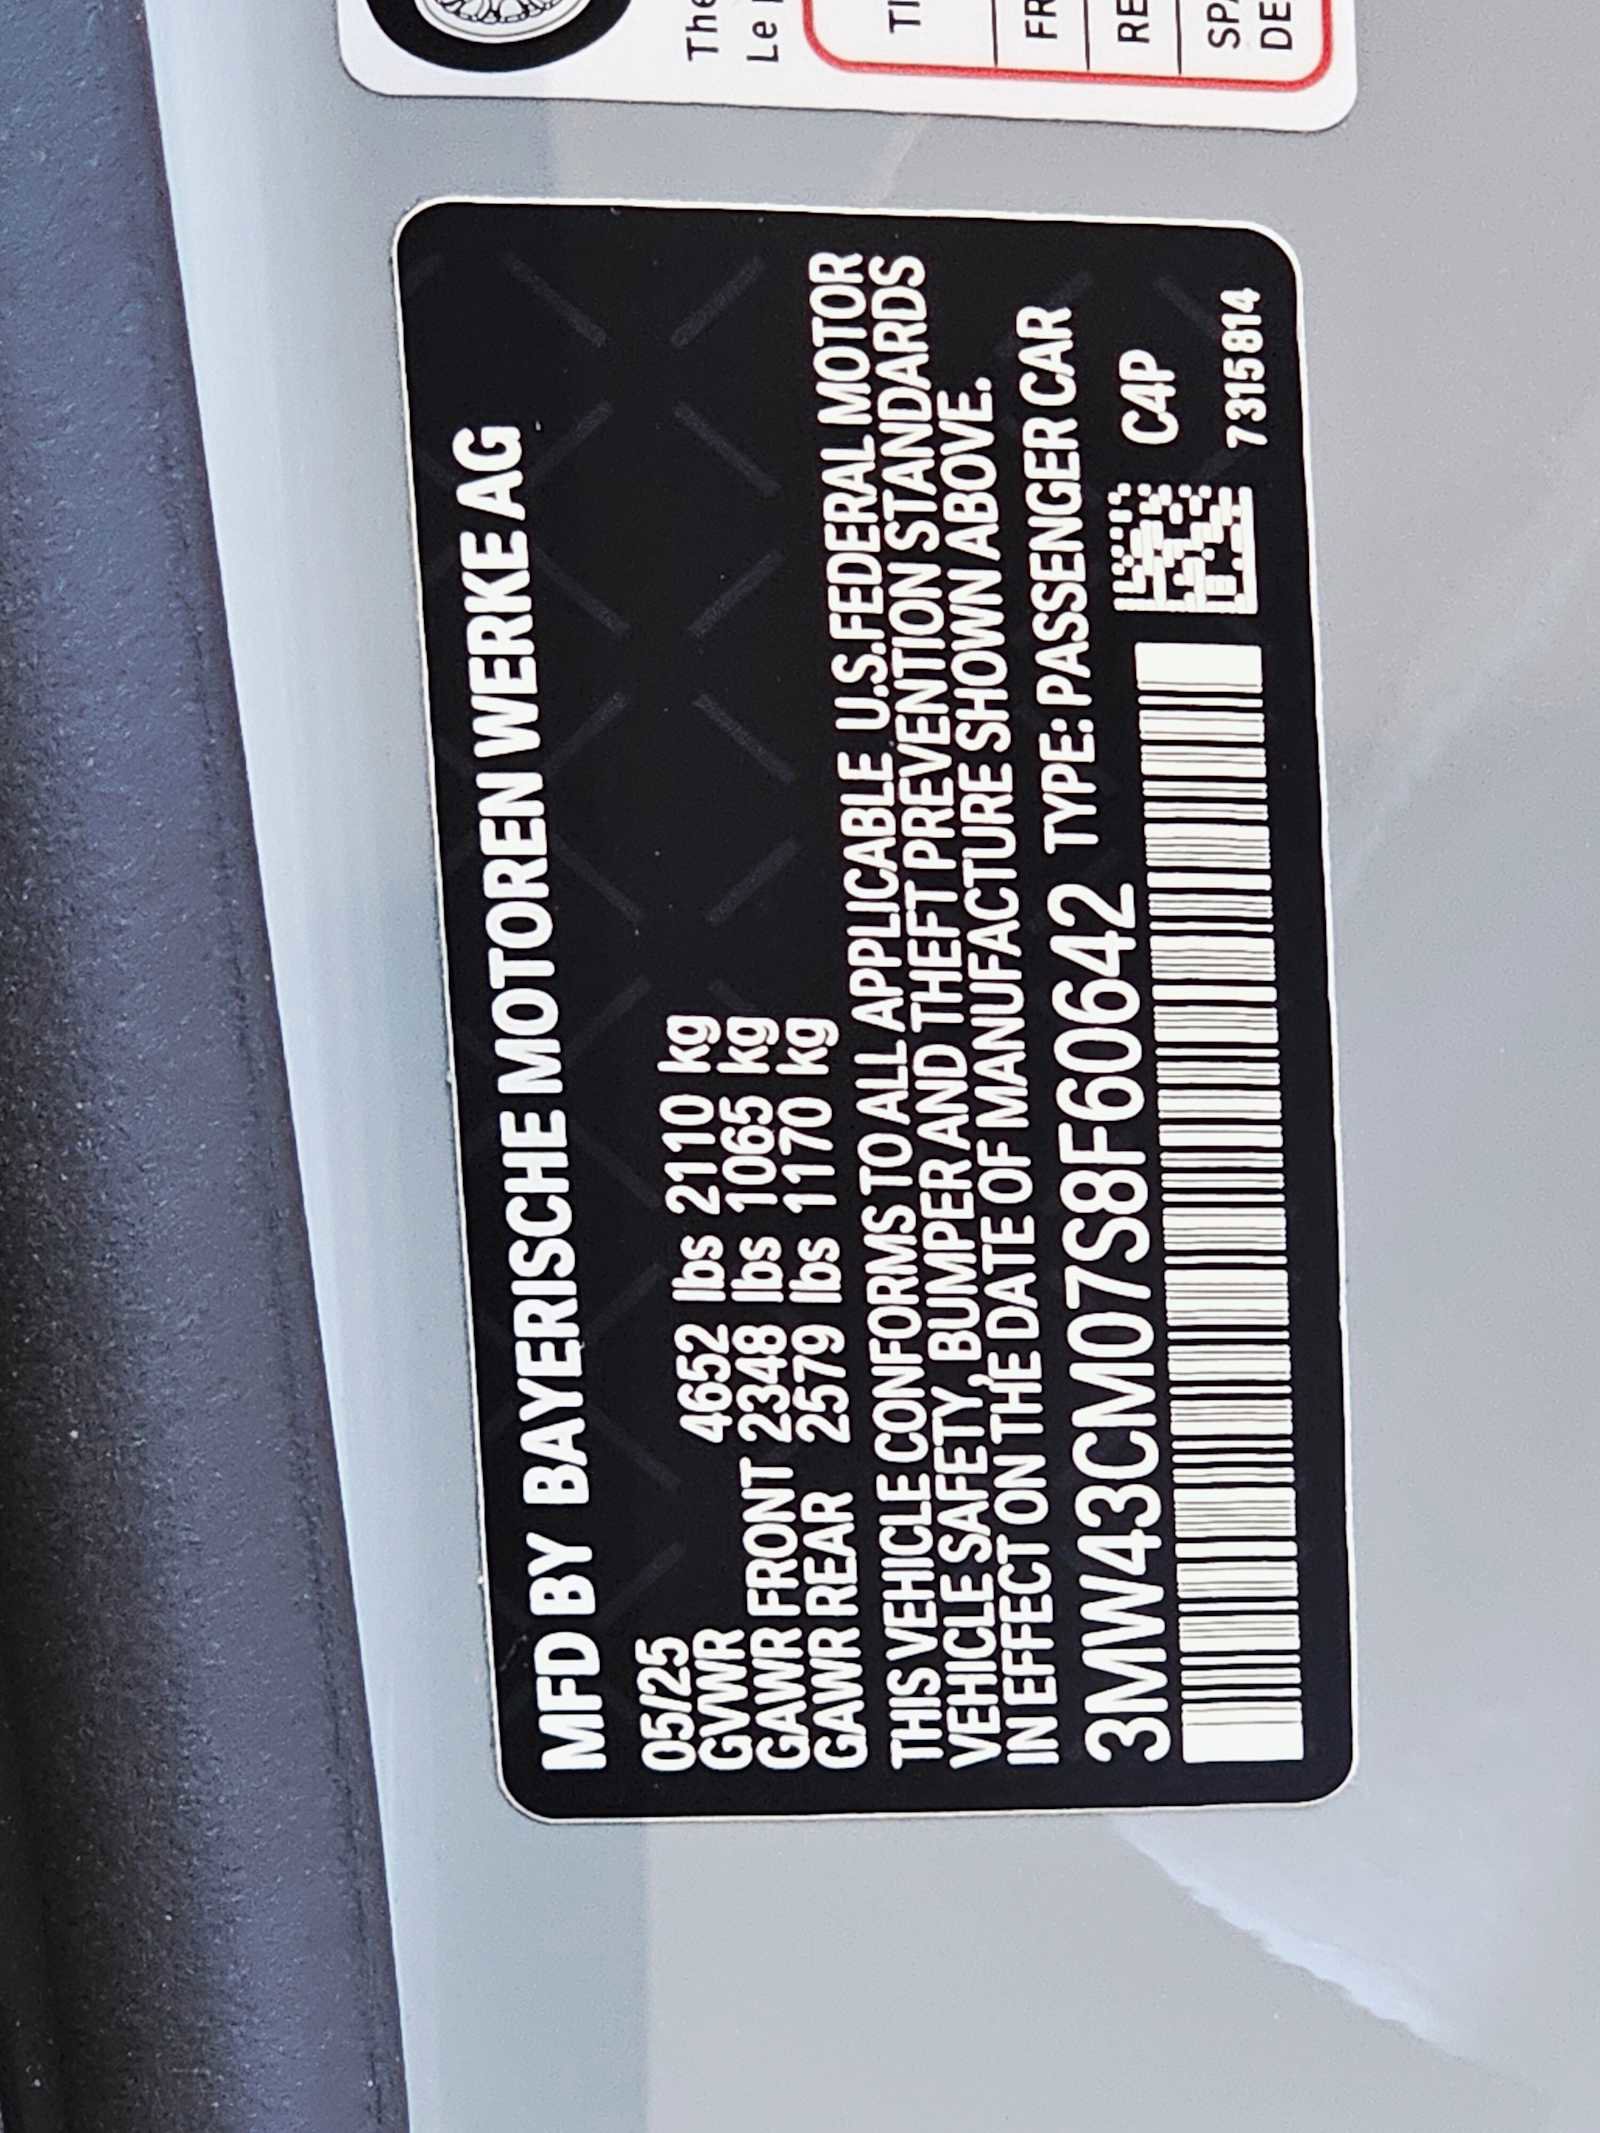 MFD BY BAYERISCHE MOTOREN WERKE AG
05/25
GVWR 4652 lbs 2110 kg
GAWR FRONT 2348 lbs 1065 kg
GAWR REAR 2579 lbs 1170 kg
THIS VEHICLE CONFORMS TO ALL APPLICABLE U.S.FEDERAL MOTOR
VEHICLE SAFETY, BUMPER AND THEFT PREVENTION STANDARDS
IN EFFECT ON THE DATE OF MANUFACTURE SHOWN ABOVE.
3MW43CM07S8F60642 TYPE: PASSENGER CAR
C4P
7315814
The
Le